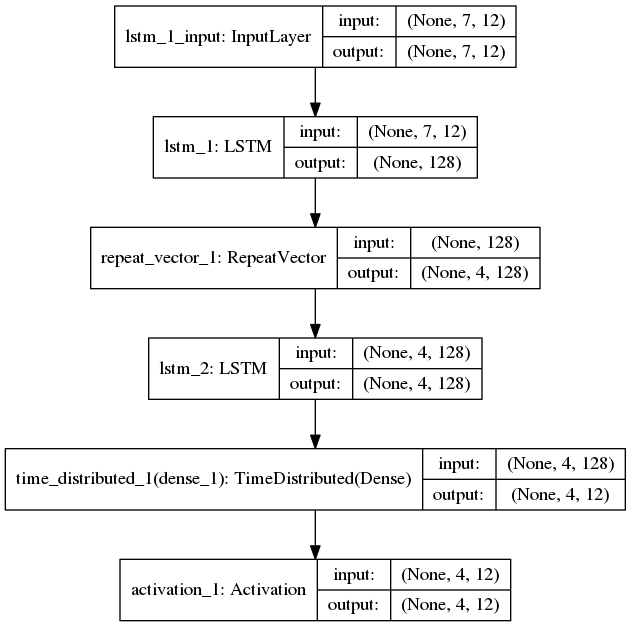 lstm_1_input: InputLayer
input:
(None, 7, 12)
output:
(None, 7, 12)
lstm_1: LSTM
input:
(None, 7, 12)
output:
(None, 128)
repeat_vector_1: RepeatVector
input:
(None, 128)
output:
(None, 4, 128)
lstm_2: LSTM
input:
(None, 4, 128)
output:
(None, 4, 128)
time_distributed_1(dense_1): TimeDistributed(Dense)
input:
(None, 4, 128)
output:
(None, 4, 12)
activation_1: Activation
input:
(None, 4, 12)
output:
(None, 4, 12)